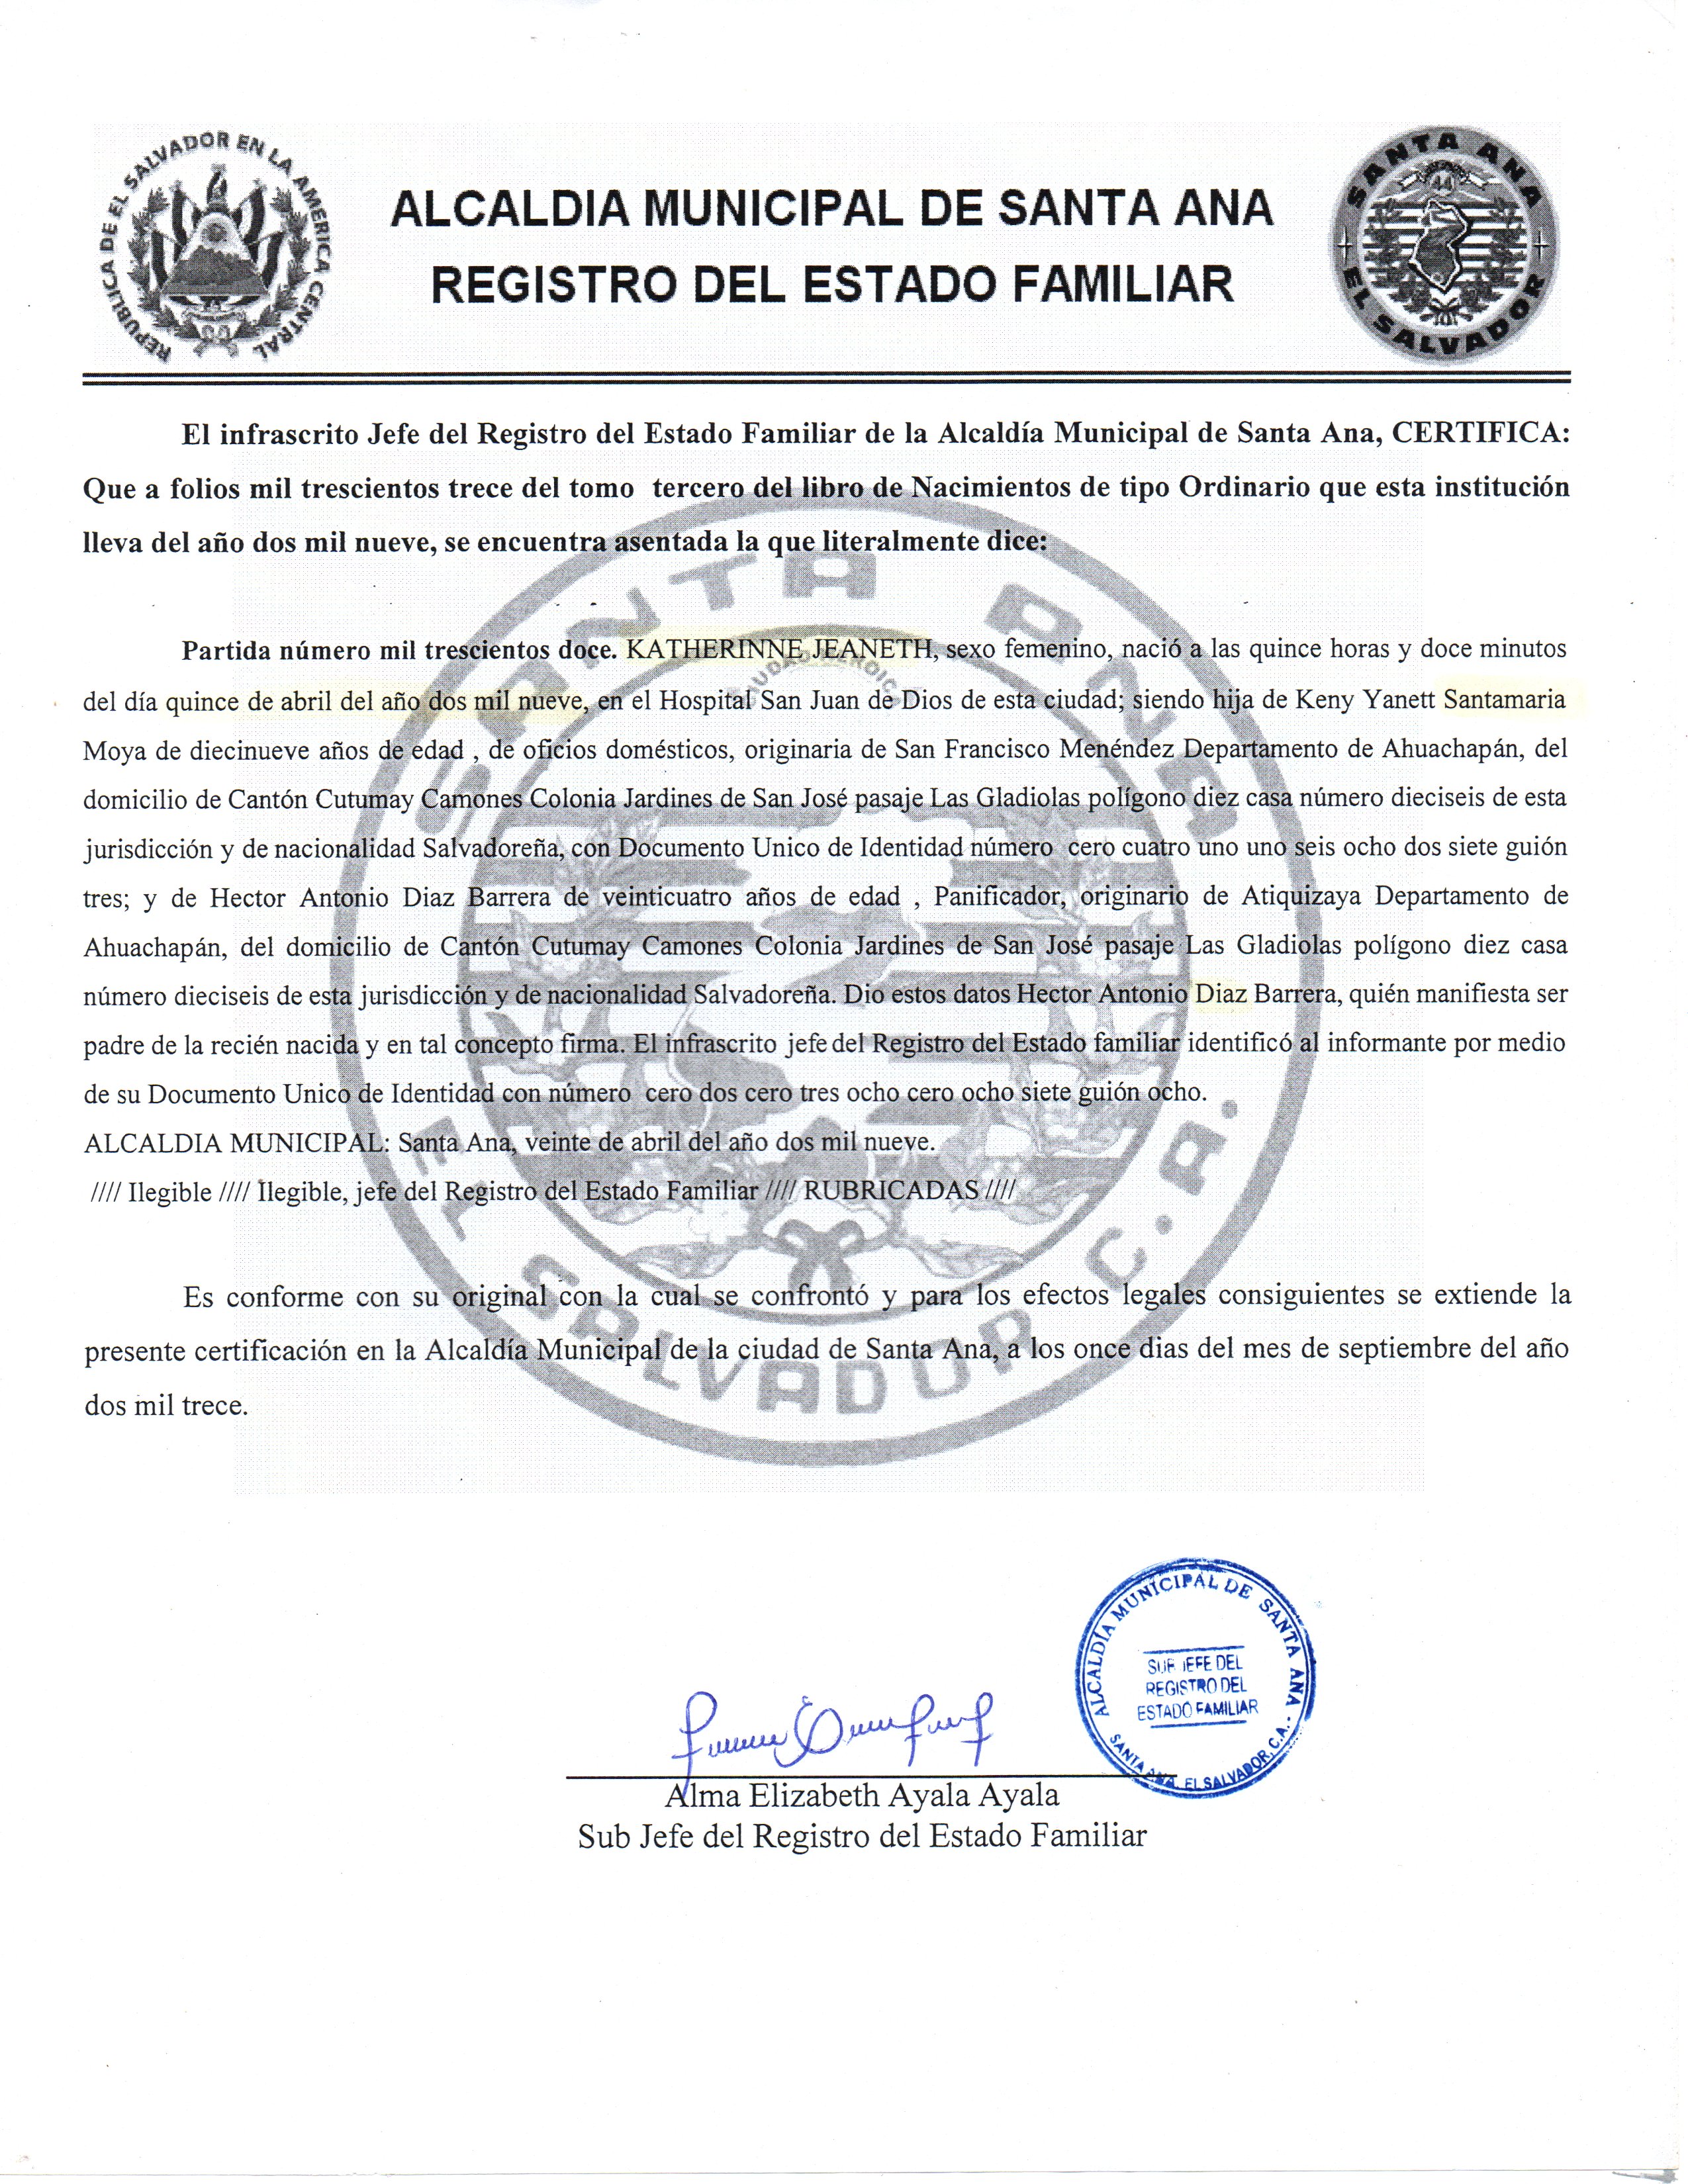 REPUBLICA DE EL SALVADOR EN LA AMERICA CENTRAL
ALCALDIA MUNICIPAL DE SANTA ANA
REGISTRO DEL ESTADO FAMILIAR
SANTA ANA
44
EL SALVADOR
El infrascrito Jefe del Registro del Estado Familiar de la Alcaldía Municipal de Santa Ana, CERTIFICA:
Que a folios mil trescientos trece del tomo tercero del libro de Nacimientos de tipo Ordinario que esta institución
lleva del año dos mil nueve, se encuentra asentada la que literalmente dice:
Partida número mil trescientos doce. KATHERINNE JEANETH, sexo femenino, nació a las quince horas y doce minutos
del día quince de abril del año dos mil nueve, en el Hospital San Juan de Dios de esta ciudad; siendo hija de Keny Yanett Santamaria
Moya de diecinueve años de edad , de oficios domésticos, originaria de San Francisco Menéndez Departamento de Ahuachapán, del
domicilio de Cantón Cutumay Camones Colonia Jardines de San José pasaje Las Gladiolas polígono diez casa número dieciseis de esta
jurisdicción y de nacionalidad Salvadoreña, con Documento Unico de Identidad número cero cuatro uno uno seis ocho dos siete guión
tres; y de Hector Antonio Diaz Barrera de veinticuatro años de edad , Panificador, originario de Atiquizaya Departamento de
Ahuachapán, del domicilio de Cantón Cutumay Camones Colonia Jardines de San José pasaje Las Gladiolas polígono diez casa
número dieciseis de esta jurisdicción y de nacionalidad Salvadoreña. Dio estos datos Hector Antonio Diaz Barrera, quién manifiesta ser
padre de la recién nacida y en tal concepto firma. El infrascrito jefe del Registro del Estado familiar identificó al informante por medio
de su Documento Unico de Identidad con número cero dos cero tres ocho cero ocho siete guión ocho.
ALCALDIA MUNICIPAL: Santa Ana, veinte de abril del año dos mil nueve.
//// Ilegible //// Ilegible, jefe del Registro del Estado Familiar //// RUBRICADAS ////
Es conforme con su original con la cual se confrontó y para los efectos legales consiguientes se extiende la
presente certificación en la Alcaldía Municipal de la ciudad de Santa Ana, a los once dias del mes de septiembre del año
dos mil trece.
SANTA ANA
CIUDAD HEROICA
EL SALVADOR C.A.
ALCALDÍA MUNICIPAL DE SANTA ANA
SUB JEFE DEL
REGISTRO DEL
ESTADO FAMILIAR
SANTA ANA, EL SALVADOR, C.A.-
Alma Elizabeth Ayala Ayala
Sub Jefe del Registro del Estado Familiar